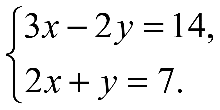 3x − 2y = 14,
2x + y = 7.